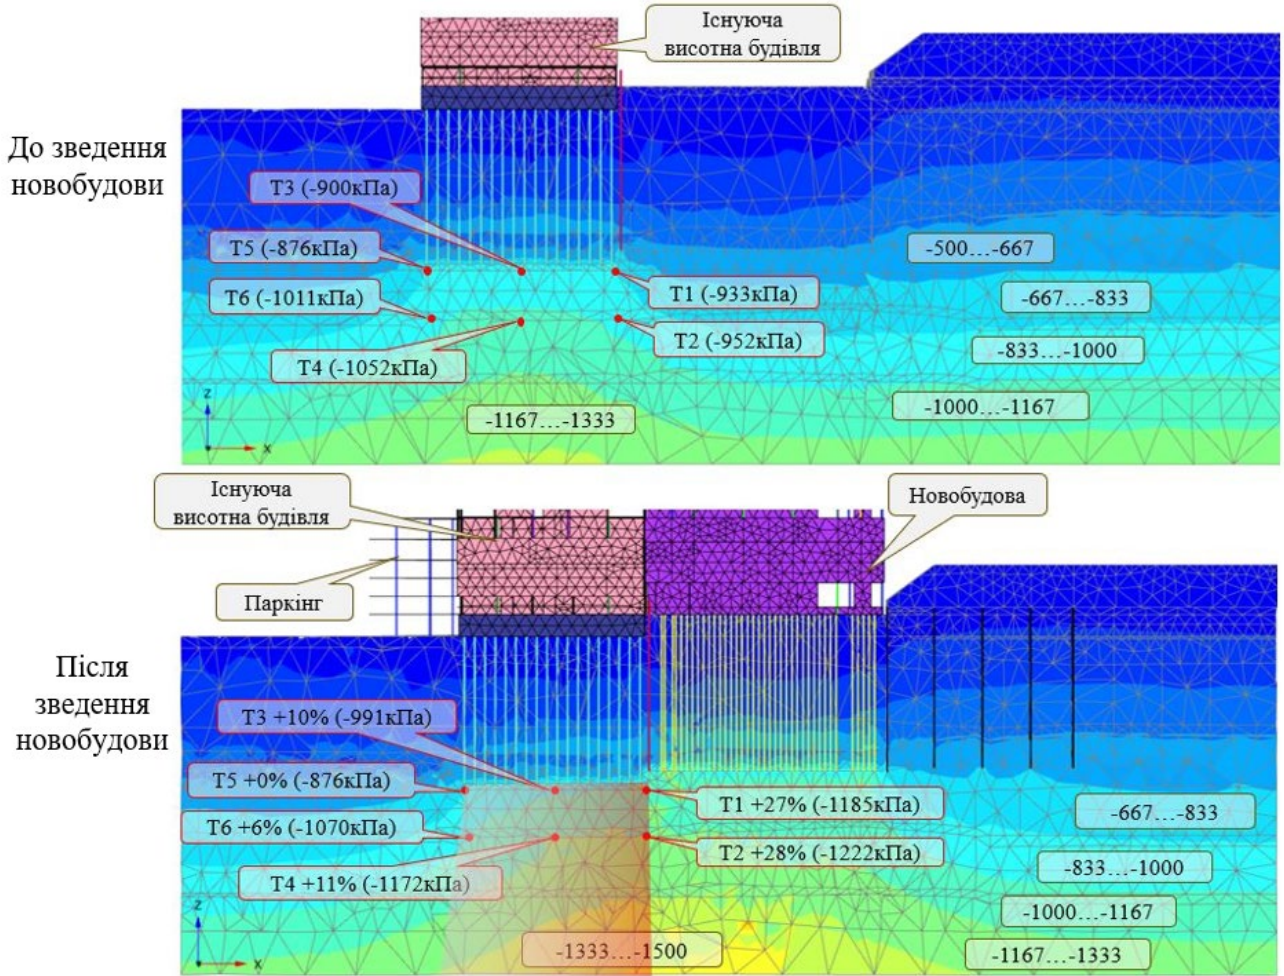 Існуюча
висотна будівля
До зведення
новобудови
Т3 (-900кПа)
Т5 (-876кПа)
-500…-667
Т6 (-1011кПа)
Т1 (-933кПа)
-667…-833
Т2 (-952кПа)
Т4 (-1052кПа)
-833…-1000
-1000…-1167
-1167…-1333
z
x
Існуюча
висотна будівля
Новобудова
Паркінг
Після
зведення
новобудови
Т3 +10% (-991кПа)
Т5 +0% (-876кПа)
Т1 +27% (-1185кПа)
-667…-833
Т6 +6% (-1070кПа)
Т2 +28% (-1222кПа)
Т4 +11% (-1172кПа)
-833…-1000
-1000…-1167
-1333…-1500
-1167…-1333
z
x